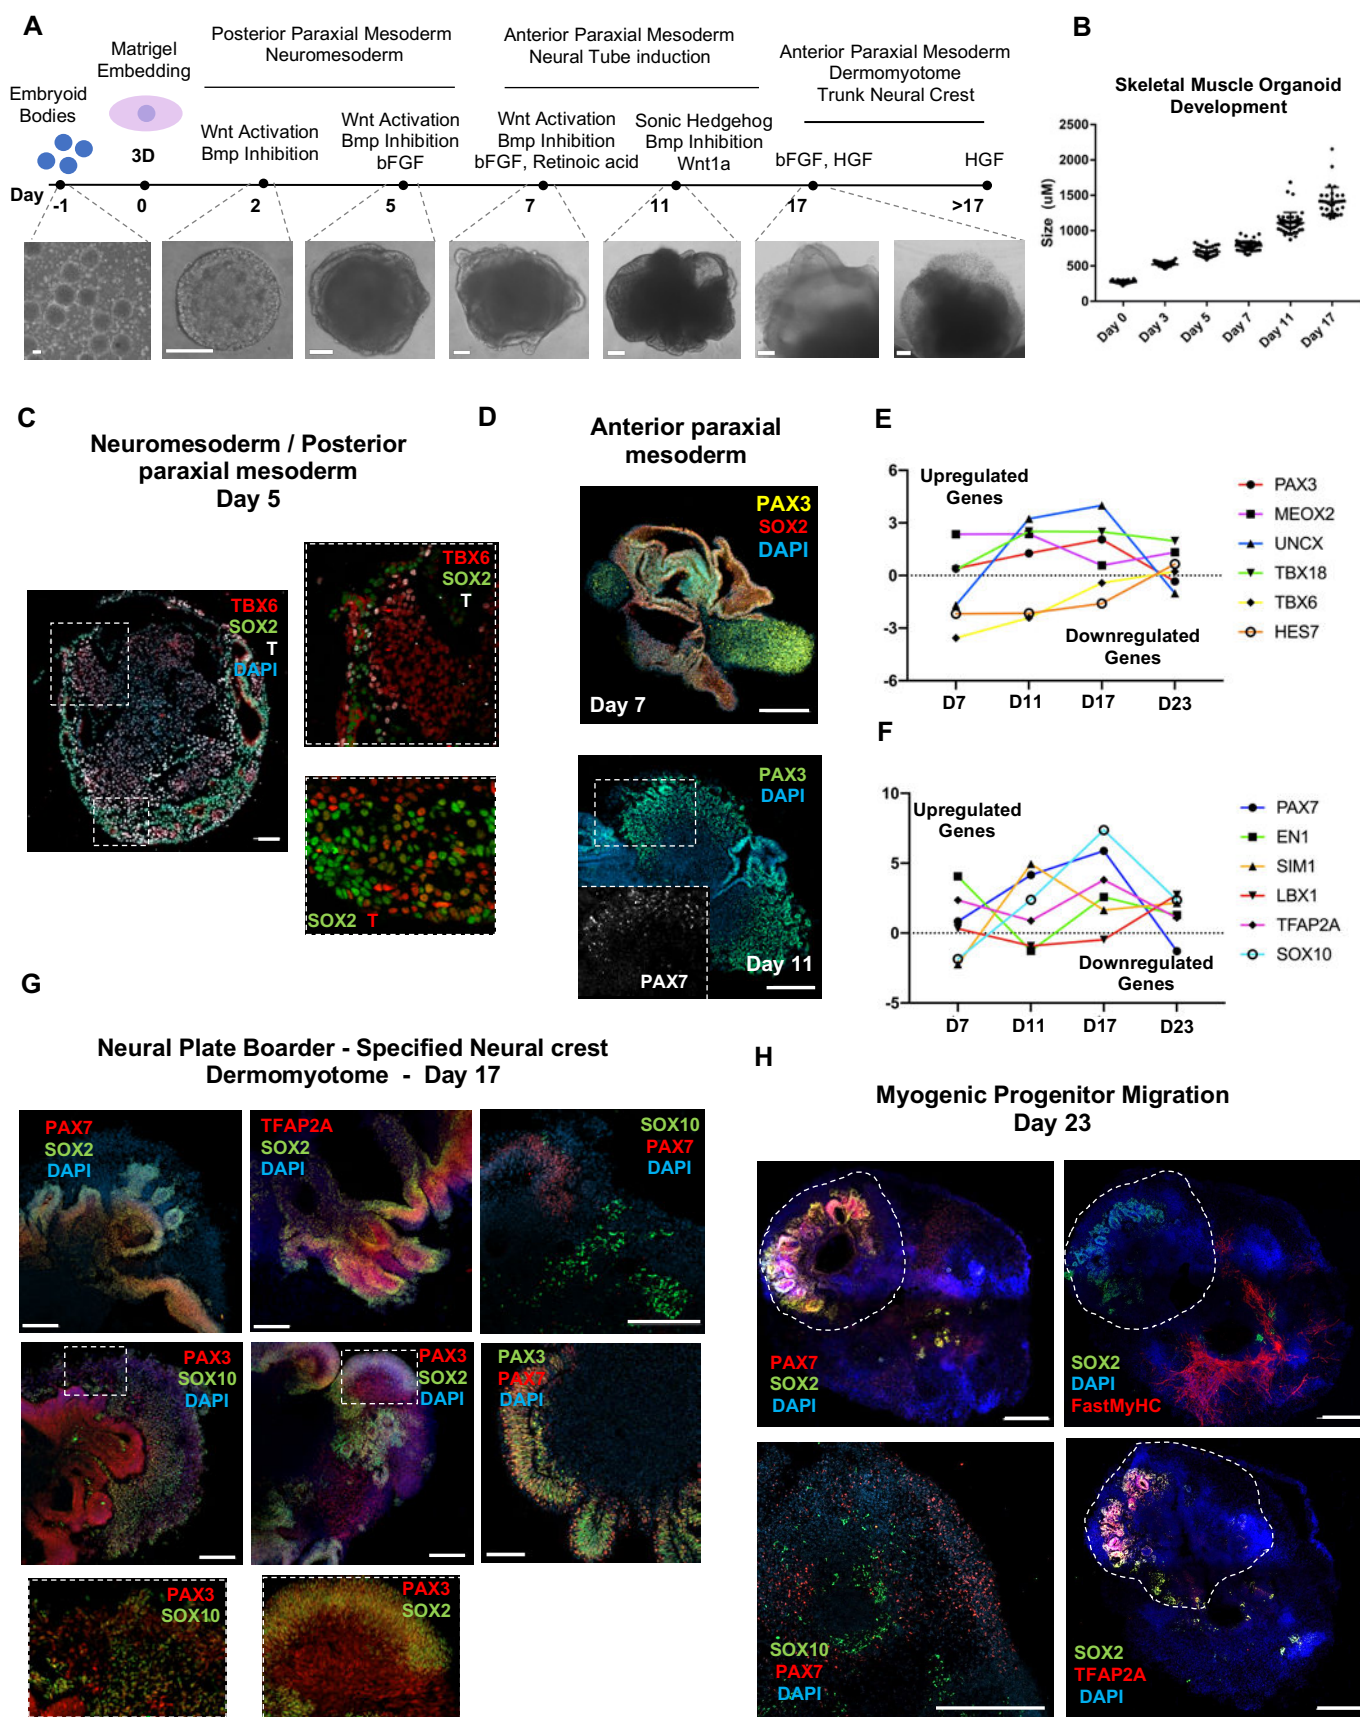 A
Embryoid
Bodies
Matrigel
Embedding
3D
Posterior Paraxial Mesoderm
Neuromesoderm
Wnt Activation
Bmp Inhibition
Wnt Activation
Bmp Inhibition
bFGF
Anterior Paraxial Mesoderm
Neural Tube induction
Wnt Activation
Bmp Inhibition
bFGF, Retinoic acid
Sonic Hedgehog
Bmp Inhibition
Wnt1a
Anterior Paraxial Mesoderm
Dermomyotome
Trunk Neural Crest
bFGF, HGF
HGF
Day
-1
0
2
5
7
11
17
>17
B
Skeletal Muscle Organoid
Development
Size (uM)
2500
2000
1500
1000
500
0
Day 0
Day 3
Day 5
Day 7
Day 11
Day 17
C
Neuromesoderm / Posterior
paraxial mesoderm
Day 5
TBX6
SOX2
T
DAPI
TBX6
SOX2
T
SOX2 T
D
Anterior paraxial
mesoderm
PAX3
SOX2
DAPI
Day 7
PAX3
DAPI
PAX7
Day 11
E
6
3
0
-3
-6
Upregulated
Genes
Downregulated
Genes
D7
D11
D17
D23
PAX3
MEOX2
UNCX
TBX18
TBX6
HES7
F
10
5
0
-5
Upregulated
Genes
Downregulated
Genes
D7
D11
D17
D23
PAX7
EN1
SIM1
LBX1
TFAP2A
SOX10
G
Neural Plate Boarder - Specified Neural crest
Dermomyotome - Day 17
PAX7
SOX2
DAPI
TFAP2A
SOX2
DAPI
SOX10
PAX7
DAPI
PAX3
SOX10
DAPI
PAX3
SOX2
DAPI
PAX3
PAX7
DAPI
PAX3
SOX10
PAX3
SOX2
H
Myogenic Progenitor Migration
Day 23
PAX7
SOX2
DAPI
SOX2
DAPI
FastMyHC
SOX10
PAX7
DAPI
SOX2
TFAP2A
DAPI